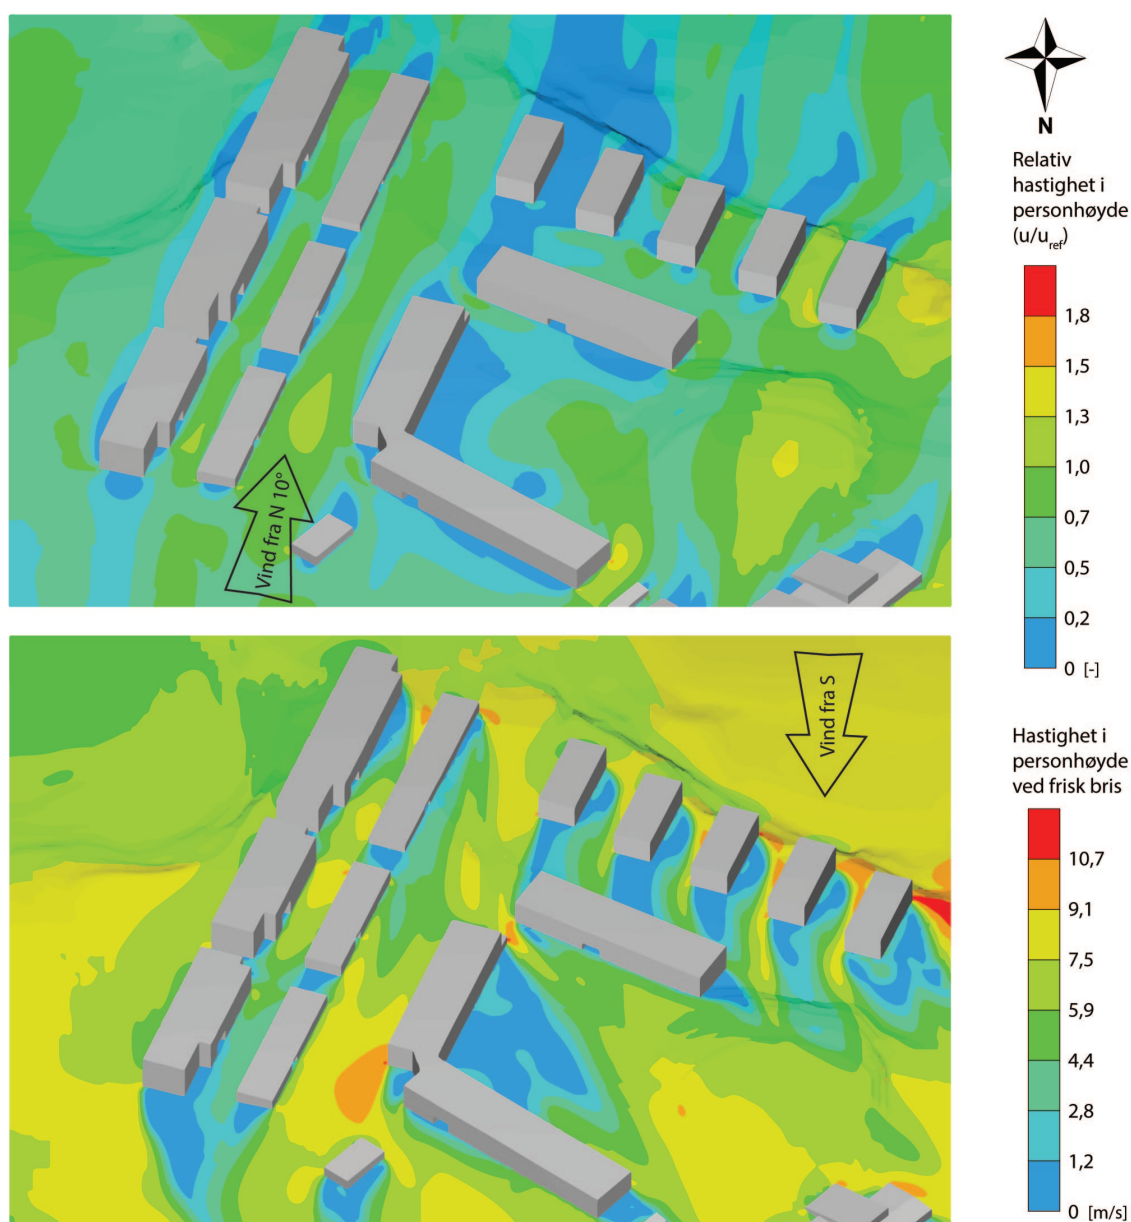 N
Relativ
hastighet i
personhøyde
(u/u_ref)
1,8
1,5
1,3
1,0
0,7
0,5
0,2
0 [-]
Vind fra N 10°
Vind fra S
Hastighet i
personhøyde
ved frisk bris
10,7
9,1
7,5
5,9
4,4
2,8
1,2
0 [m/s]